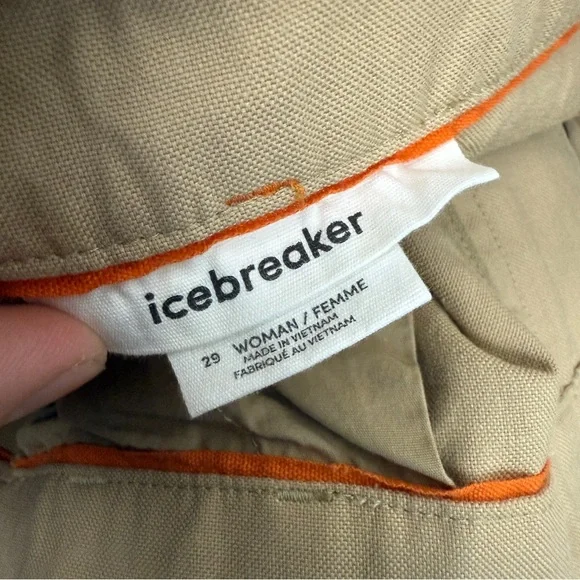 icebreaker
29 WOMAN / FEMME
MADE IN VIETNAM
FABRIQUÉ AU VIETNAM